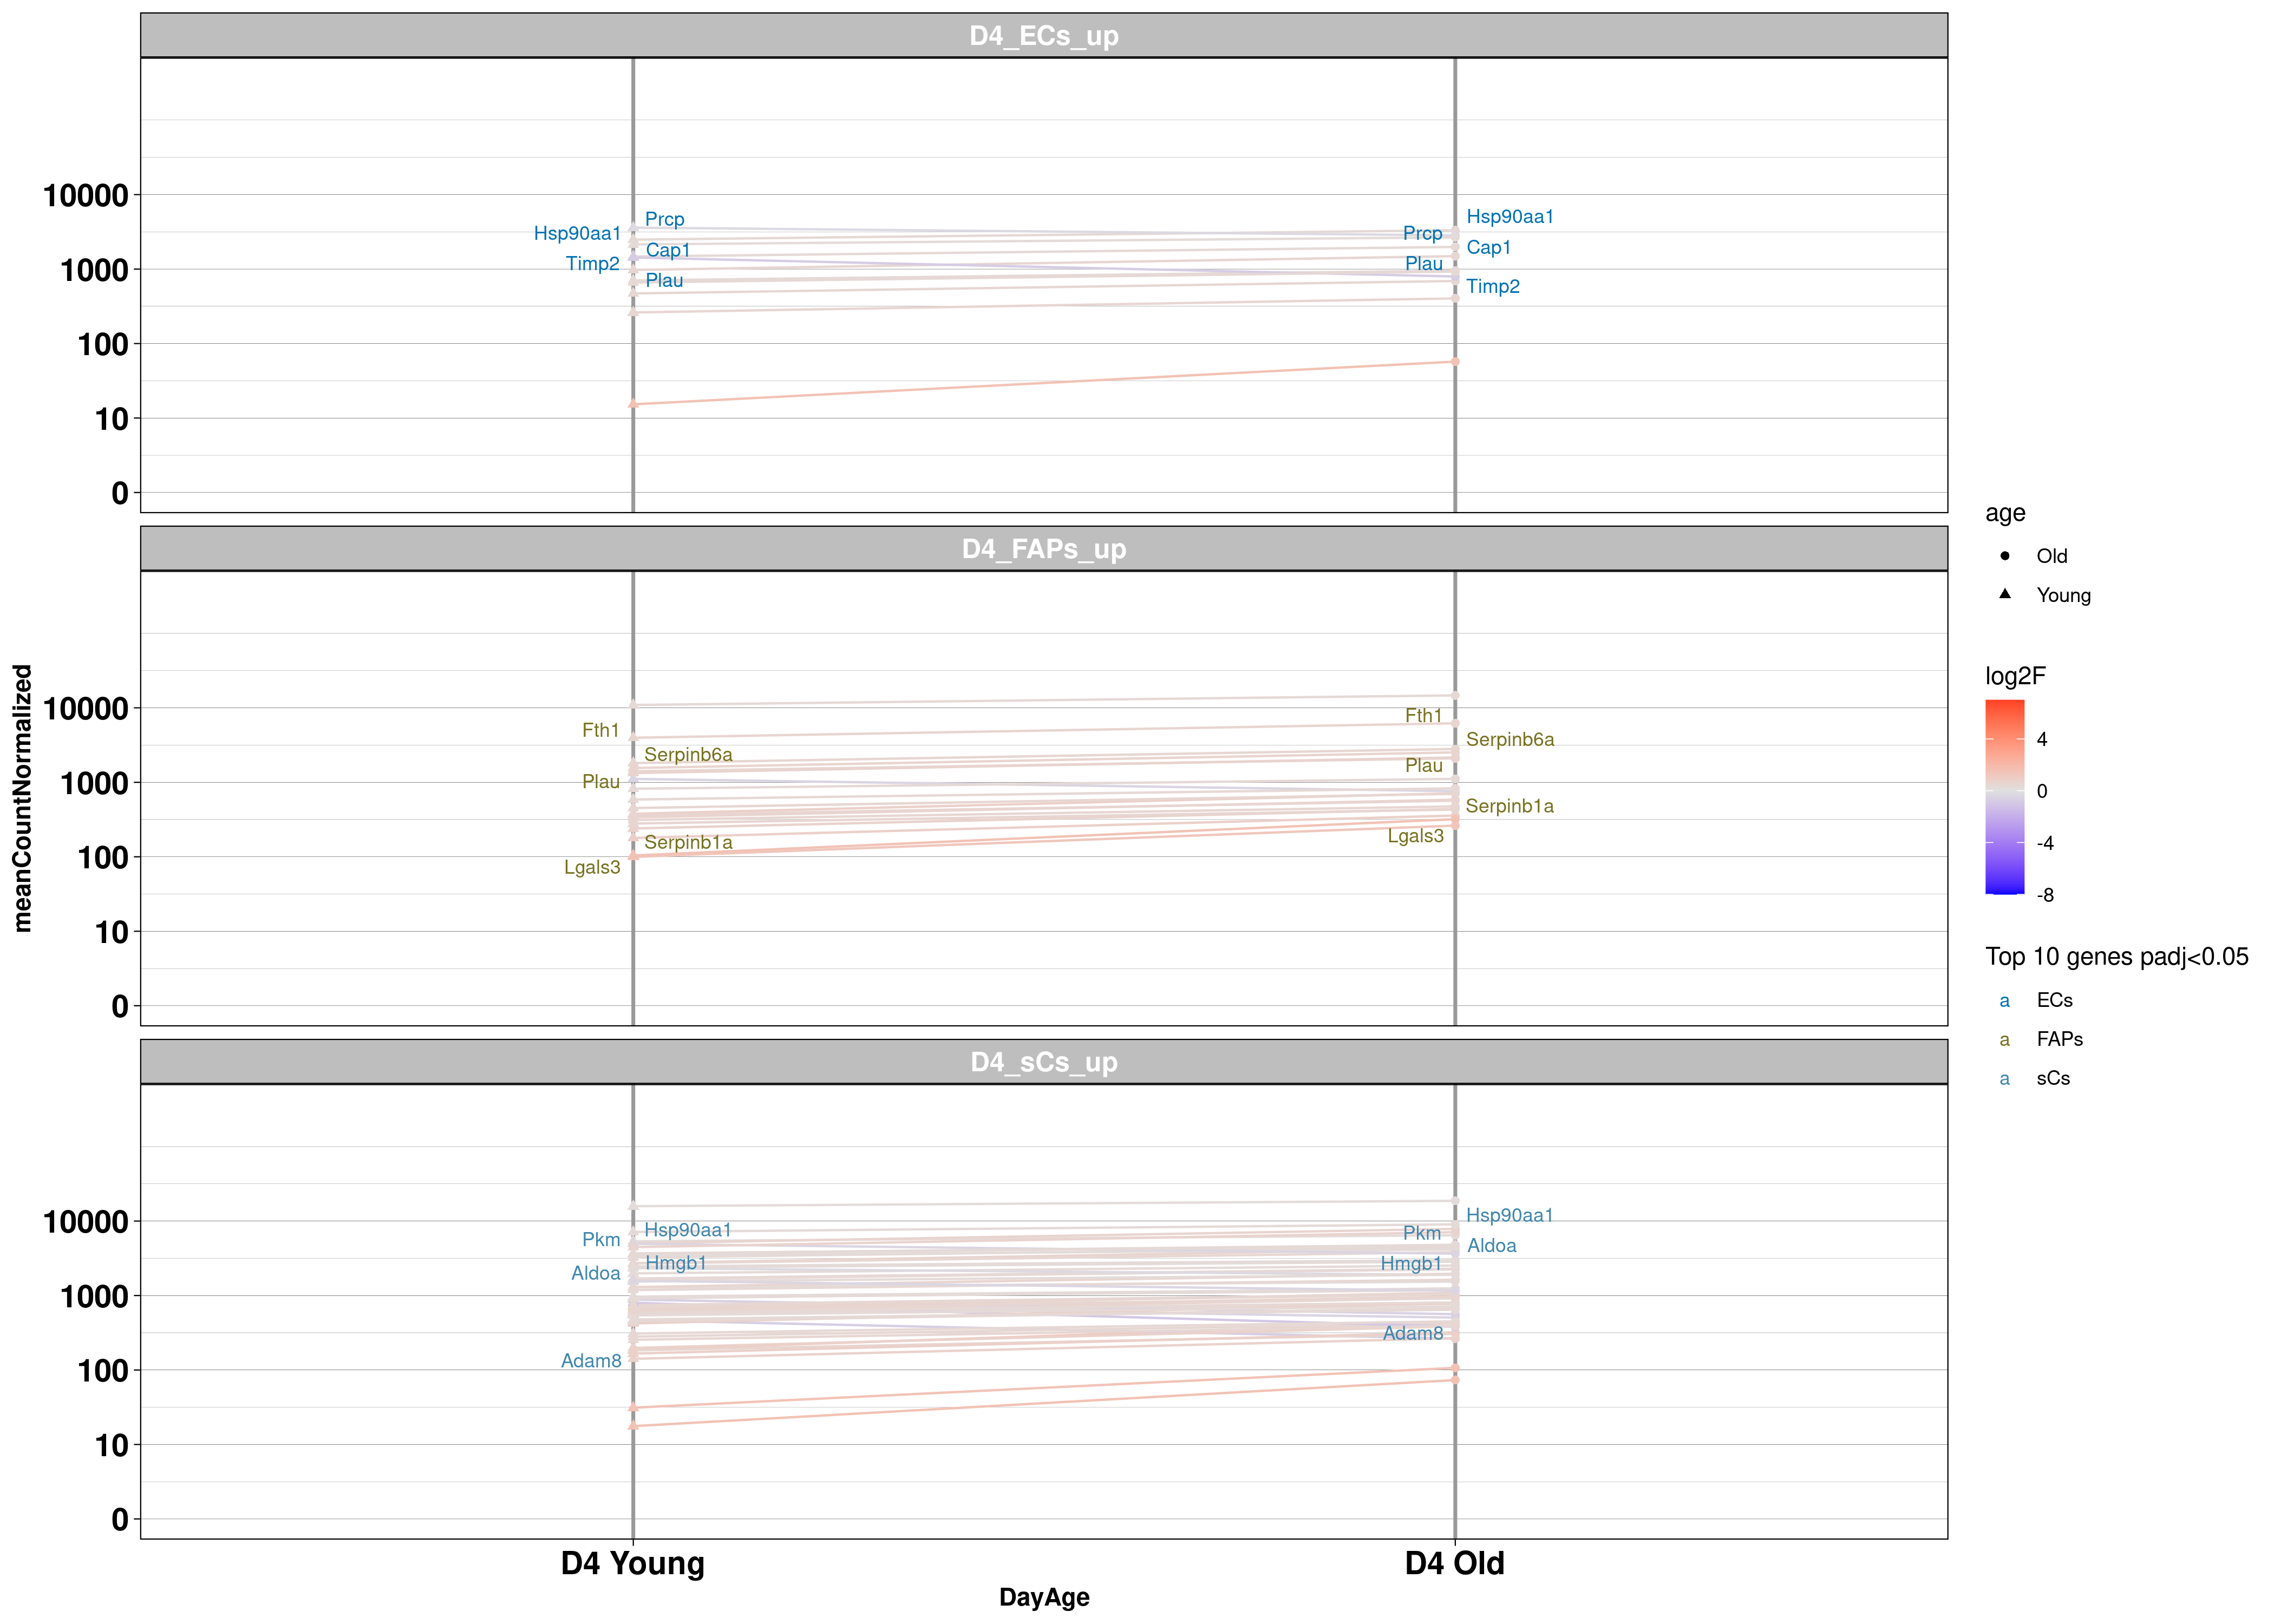 D4_ECs_up
10000
1000
100
10
0
Hsp90aa1
Prcp
Cap1
Timp2
Plau
Hsp90aa1
Prcp
Cap1
Plau
Timp2
D4_FAPs_up
10000
1000
100
10
0
Fth1
Serpinb6a
Plau
Serpinb1a
Lgals3
Fth1
Serpinb6a
Plau
Serpinb1a
Lgals3
D4_sCs_up
10000
1000
100
10
0
Hsp90aa1
Pkm
Hmgb1
Aldoa
Adam8
Hsp90aa1
Pkm
Aldoa
Hmgb1
Adam8
D4 Young
D4 Old
DayAge
meanCountNormalized
age
Old
Young
log2F
4
0
-4
-8
Top 10 genes padj<0.05
a ECs
a FAPs
a sCs